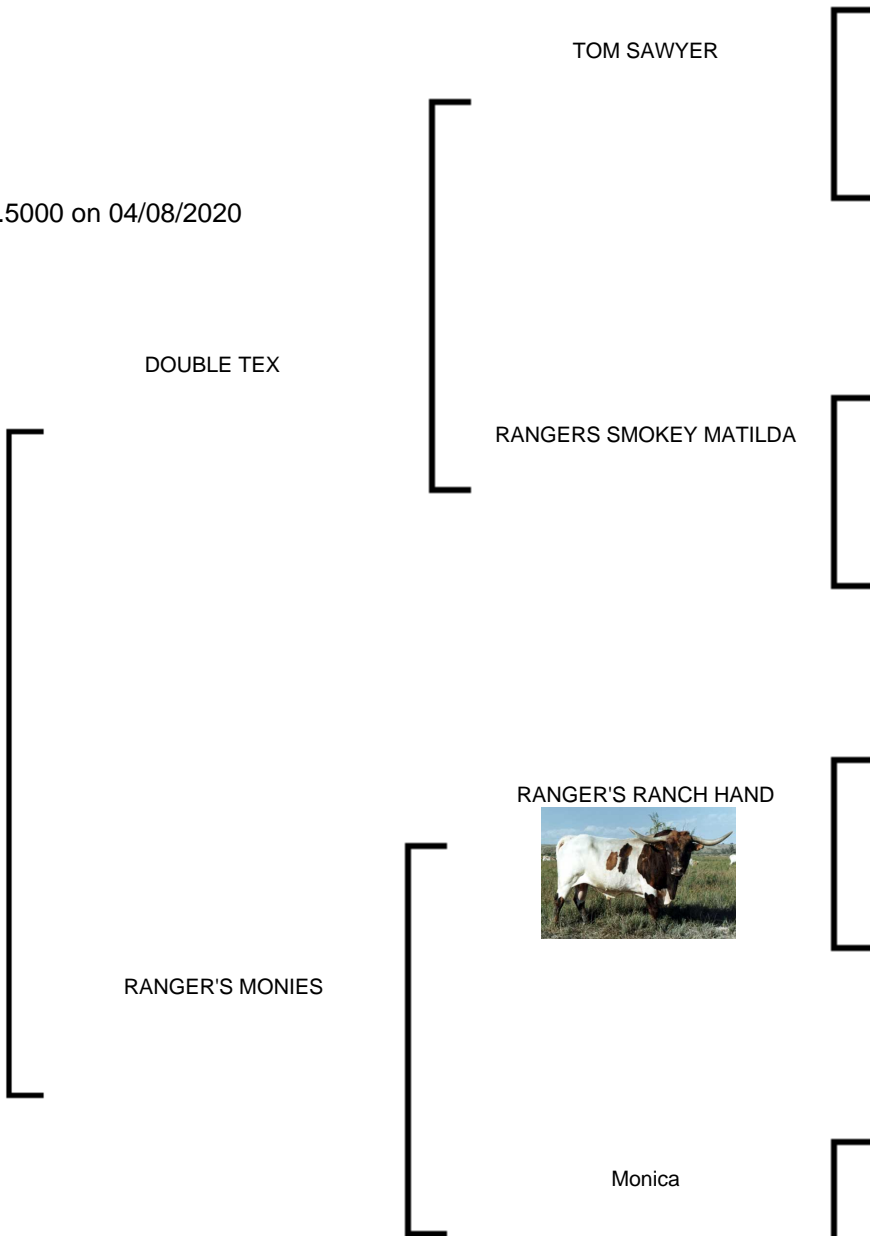 TOM SAWYER
.5000 on 04/08/2020
DOUBLE TEX
RANGERS SMOKEY MATILDA
RANGER'S RANCH HAND
RANGER'S MONIES
Monica